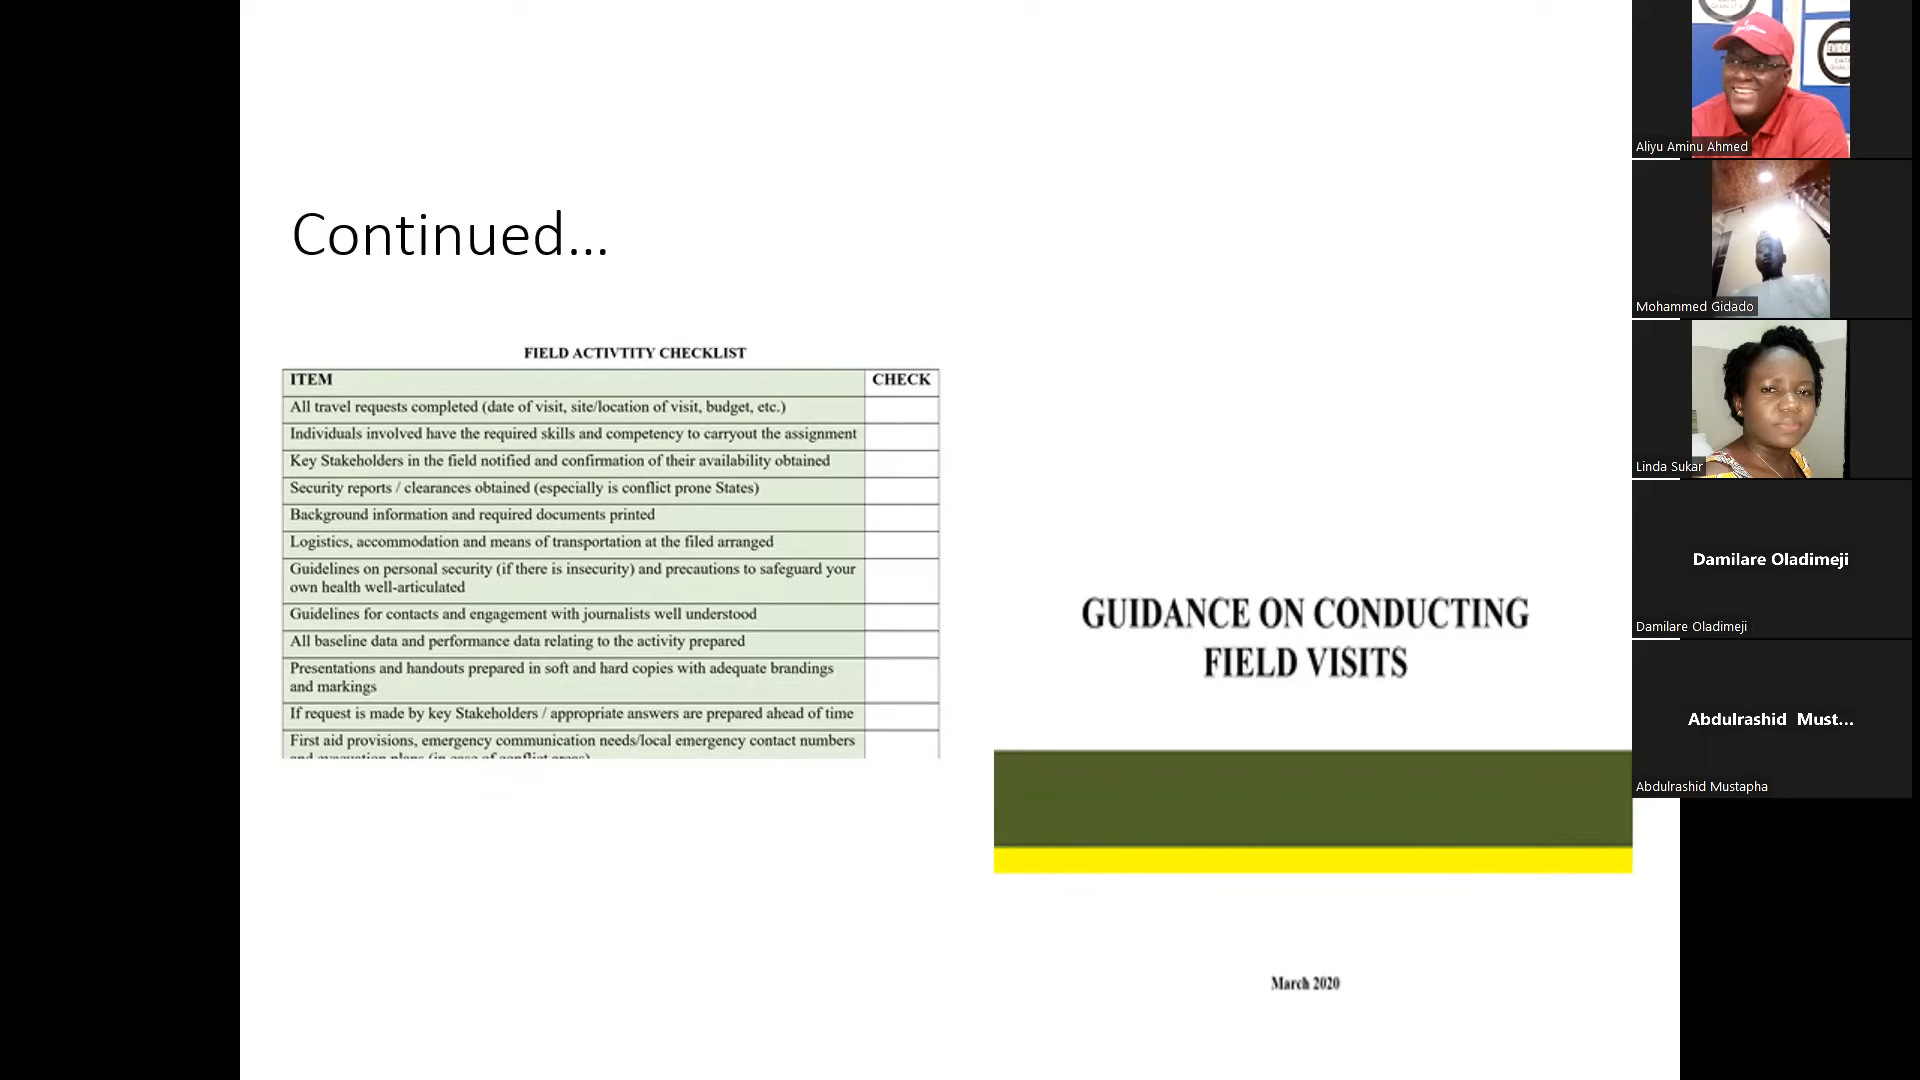 Continued...
FIELD ACTIVTITY CHECKLIST
ITEM CHECK
All travel requests completed (date of visit, site/location of visit, budget, etc.)
Individuals involved have the required skills and competency to carryout the assignment
Key Stakeholders in the field notified and confirmation of their availability obtained
Security reports / clearances obtained (especially is conflict prone States)
Background information and required documents printed
Logistics, accommodation and means of transportation at the filed arranged
Guidelines on personal security (if there is insecurity) and precautions to safeguard your
own health well-articulated
Guidelines for contacts and engagement with journalists well understood
All baseline data and performance data relating to the activity prepared
Presentations and handouts prepared in soft and hard copies with adequate brandings
and markings
If request is made by key Stakeholders / appropriate answers are prepared ahead of time
First aid provisions, emergency communication needs/local emergency contact numbers
and evacuation plans (in case of conflict areas)
GUIDANCE ON CONDUCTING
FIELD VISITS
March 2020
Aliyu Aminu Ahmed
Mohammed Gidado
Linda Sukar
Damilare Oladimeji
Damilare Oladimeji
Abdulrashid Must...
Abdulrashid Mustapha